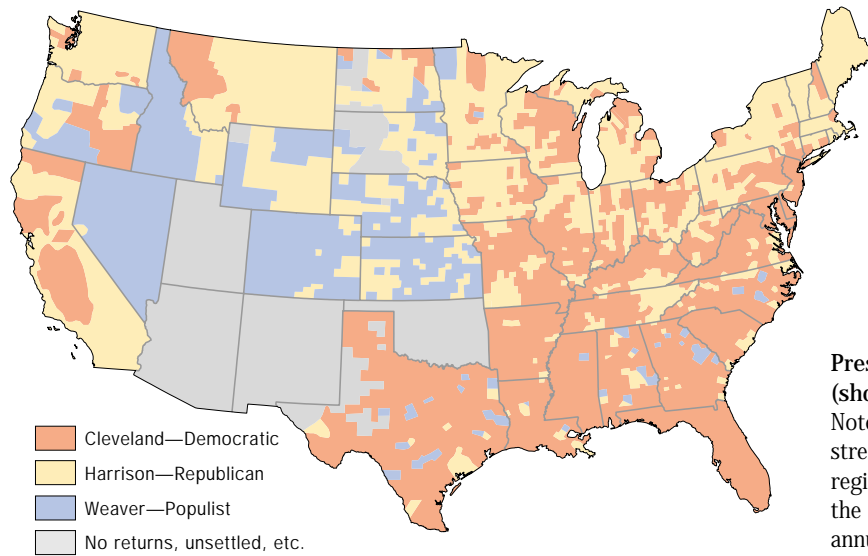 Cleveland—Democratic
Harrison—Republican
Weaver—Populist
No returns, unsettled, etc.
Pres
(sho
Note
stre
regi
the
annu